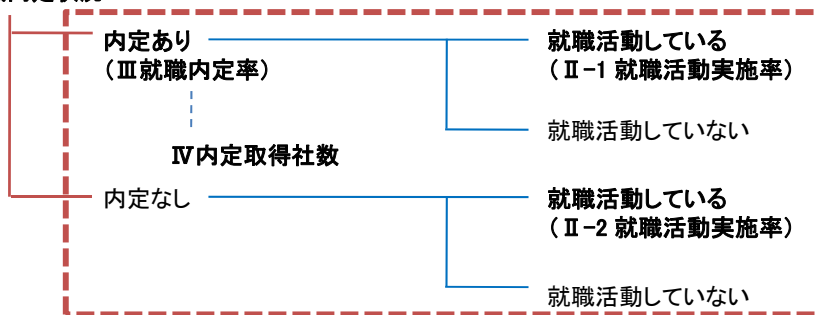 内定あり
（Ⅲ就職内定率）
就職活動している
（Ⅱ-1 就職活動実施率）
就職活動していない
Ⅳ内定取得社数
内定なし
就職活動している
（Ⅱ-2 就職活動実施率）
就職活動していない